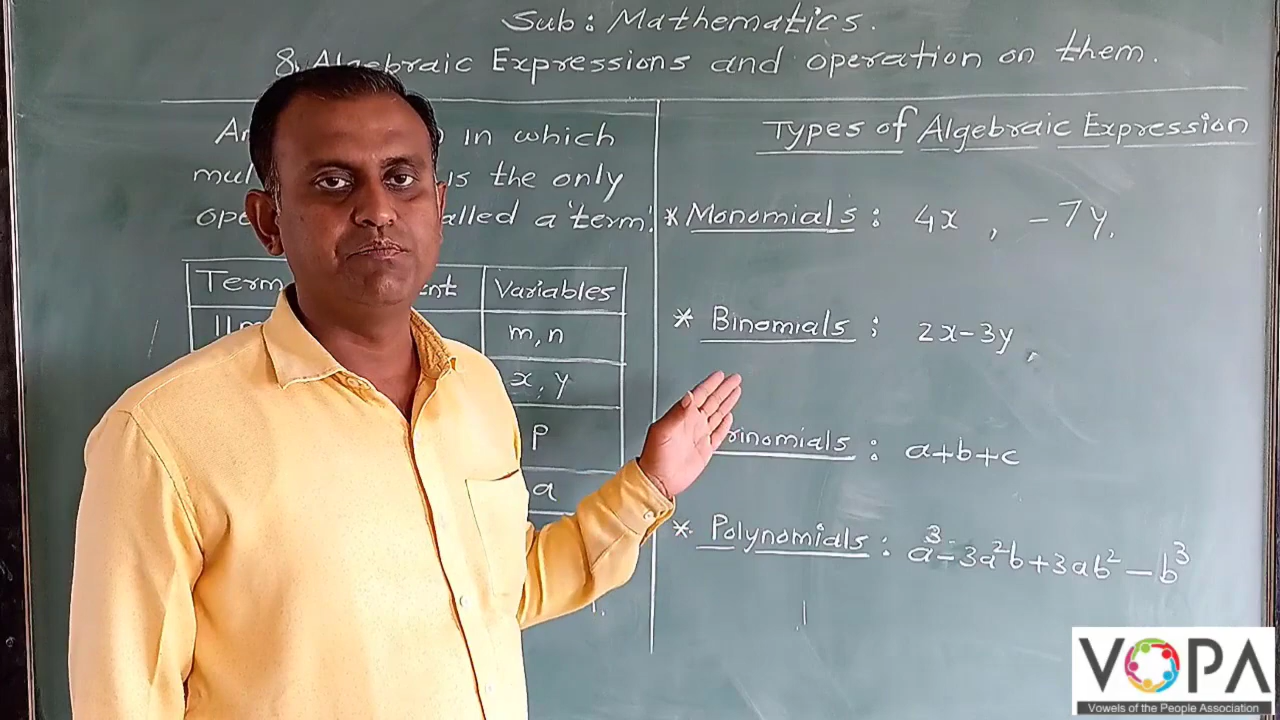 Sub : Mathematics.
8. Algebraic Expressions and operation on them.
in which
is the only
called a 'term'.
Term Variables
m, n
x, y
p
a
Types of Algebraic Expression
* Monomials : 4x , -7y,
* Binomials : 2x-3y,
: a+b+c
* Polynomials : a³-3a²b+3ab²-b³
VOPA
Vowels of the People Association